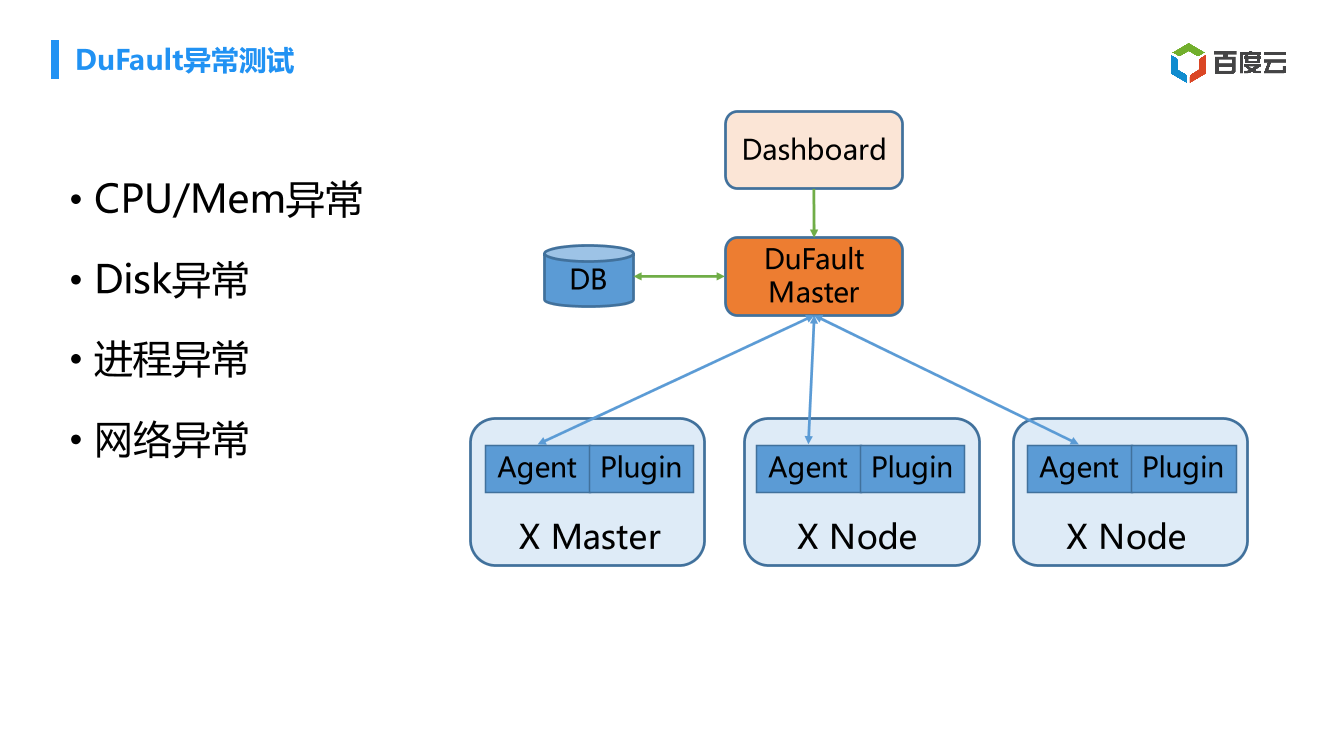 DuFault异常测试
百度云
• CPU/Mem异常
• Disk异常
• 进程异常
• 网络异常
Dashboard
DB
DuFault
Master
Agent Plugin
X Master
Agent Plugin
X Node
Agent Plugin
X Node